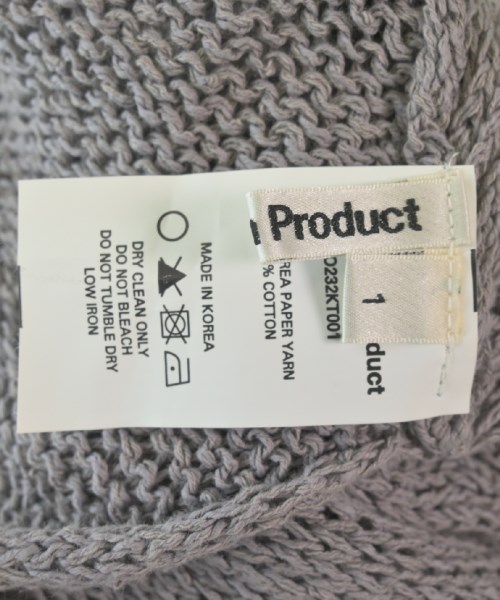 Product
1
duct
O232KT001
REA PAPER YARN
% COTTON
MADE IN KOREA
DRY CLEAN ONLY
DO NOT BLEACH
DO NOT TUMBLE DRY
LOW IRON